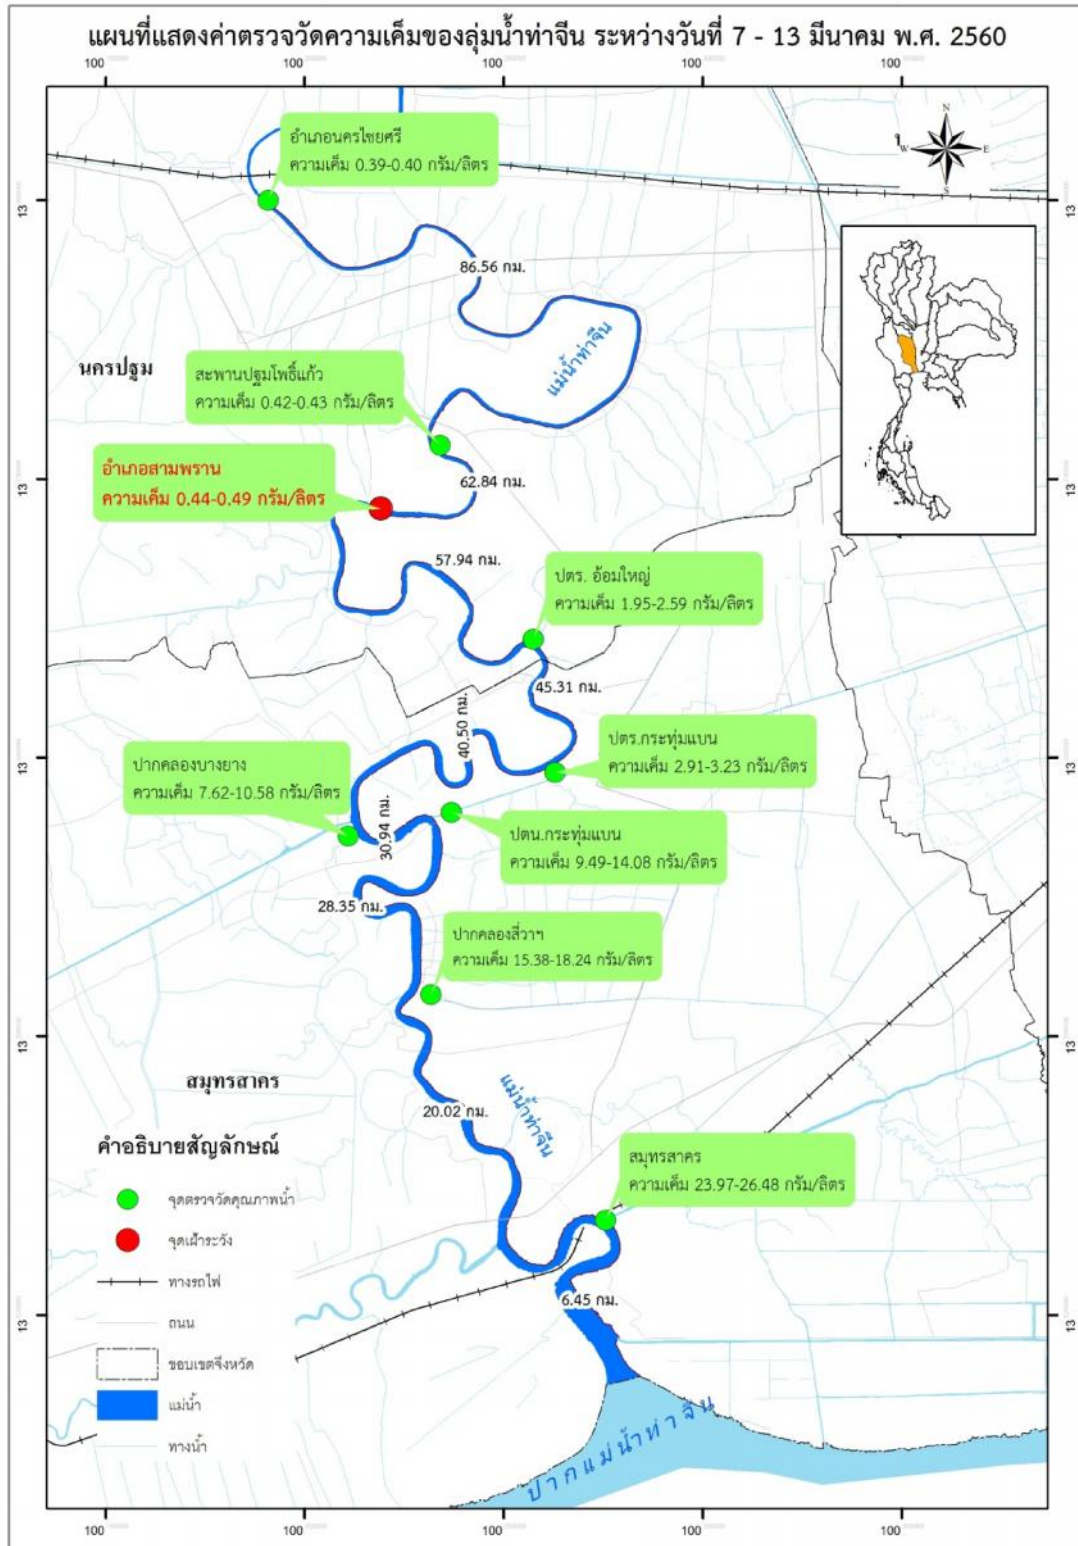 แผนที่แสดงค่าตรวจวัดความเค็มของลุ่มน้ำท่าจีน ระหว่างวันที่ 7 - 13 มีนาคม พ.ศ. 2560
100
100
100
100
100
N
W
E
S
13
13
อำเภอนครไชยศรี
ความเค็ม 0.39-0.40 กรัม/ลิตร
86.56 กม.
แม่น้ำท่าจีน
นครปฐม
สะพานปฐมโพธิ์แก้ว
ความเค็ม 0.42-0.43 กรัม/ลิตร
อำเภอสามพราน
ความเค็ม 0.44-0.49 กรัม/ลิตร
62.84 กม.
13
13
57.94 กม.
ปตร. อ้อมใหญ่
ความเค็ม 1.95-2.59 กรัม/ลิตร
45.31 กม.
40.50 กม.
ปตร.กระทุ่มแบน
ความเค็ม 2.91-3.23 กรัม/ลิตร
13
13
ปากคลองบางยาง
ความเค็ม 7.62-10.58 กรัม/ลิตร
30.94 กม.
ปตน.กระทุ่มแบน
ความเค็ม 9.49-14.08 กรัม/ลิตร
28.35 กม.
ปากคลองสี่วาฯ
ความเค็ม 15.38-18.24 กรัม/ลิตร
13
13
สมุทรสาคร
แม่น้ำท่าจีน
20.02 กม.
สมุทรสาคร
ความเค็ม 23.97-26.48 กรัม/ลิตร
6.45 กม.
13
13
คำอธิบายสัญลักษณ์
จุดตรวจวัดคุณภาพน้ำ
จุดเฝ้าระวัง
ทางรถไฟ
ถนน
ขอบเขตจังหวัด
แม่น้ำ
ทางน้ำ
ปากแม่น้ำท่าจีน
100
100
100
100
100